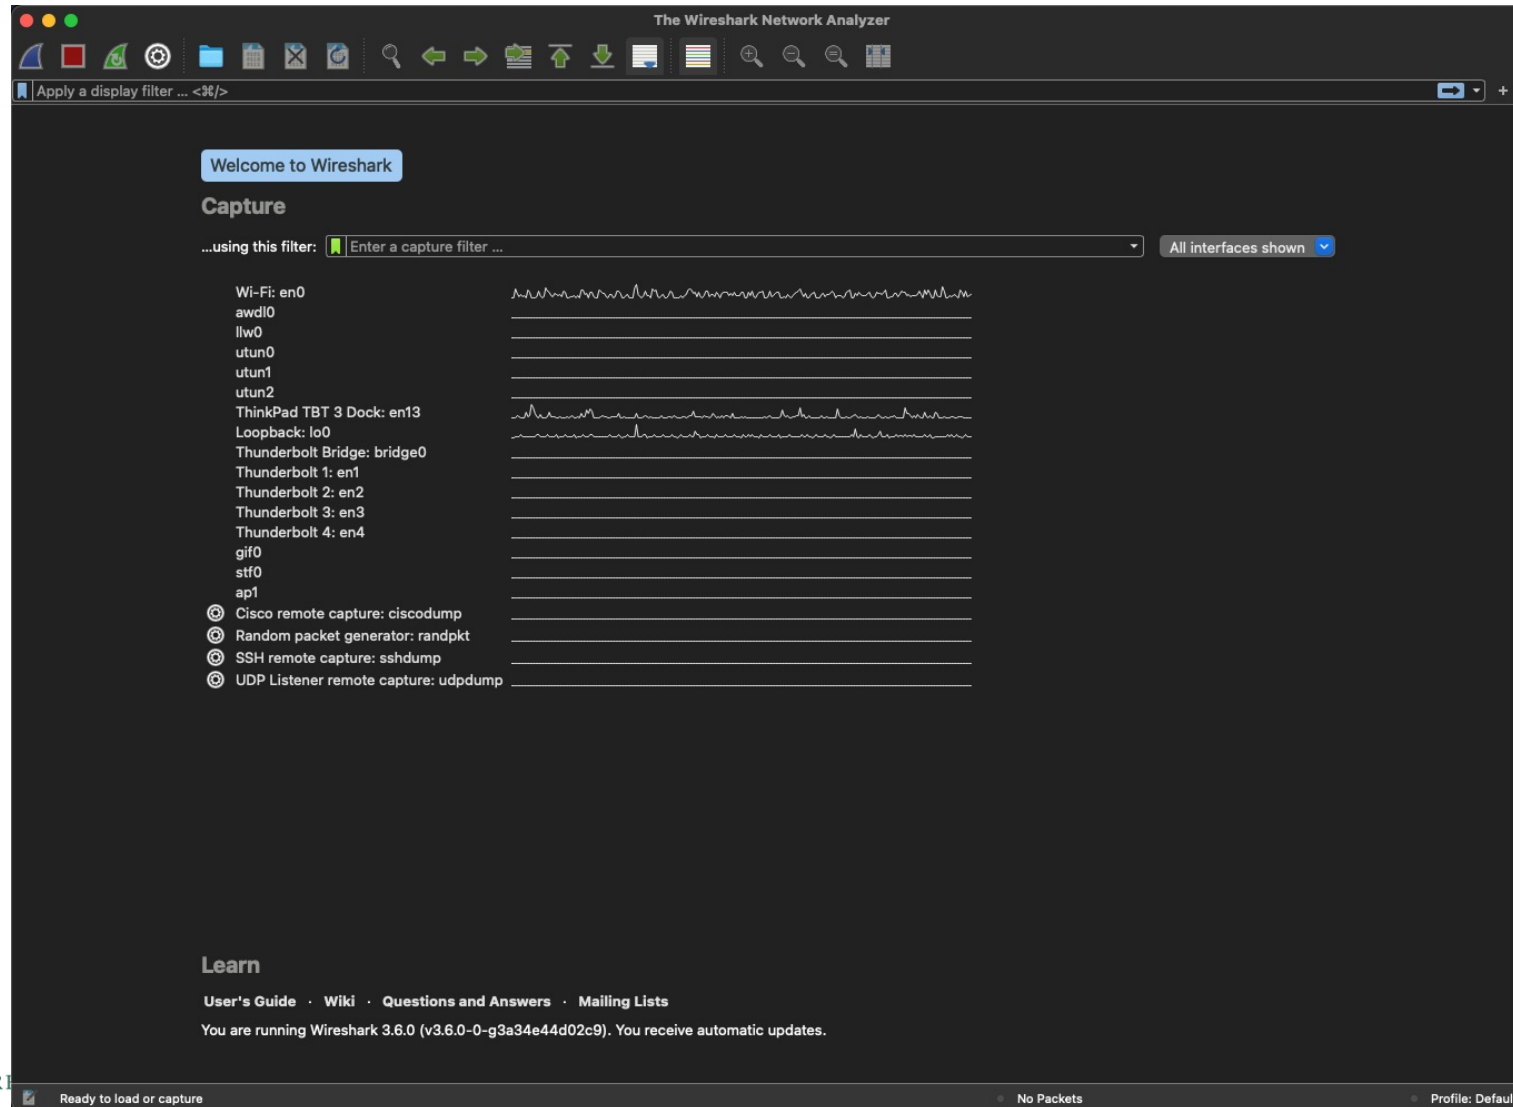 The Wireshark Network Analyzer
Apply a display filter ... <⌘/>
+
Welcome to Wireshark
Capture
...using this filter: Enter a capture filter ... All interfaces shown
Wi-Fi: en0
awdl0
llw0
utun0
utun1
utun2
ThinkPad TBT 3 Dock: en13
Loopback: lo0
Thunderbolt Bridge: bridge0
Thunderbolt 1: en1
Thunderbolt 2: en2
Thunderbolt 3: en3
Thunderbolt 4: en4
gif0
stf0
ap1
Cisco remote capture: ciscodump
Random packet generator: randpkt
SSH remote capture: sshdump
UDP Listener remote capture: udpdump
Learn
User's Guide · Wiki · Questions and Answers · Mailing Lists
You are running Wireshark 3.6.0 (v3.6.0-0-g3a34e44d02c9). You receive automatic updates.
Ready to load or capture No Packets Profile: Defaul